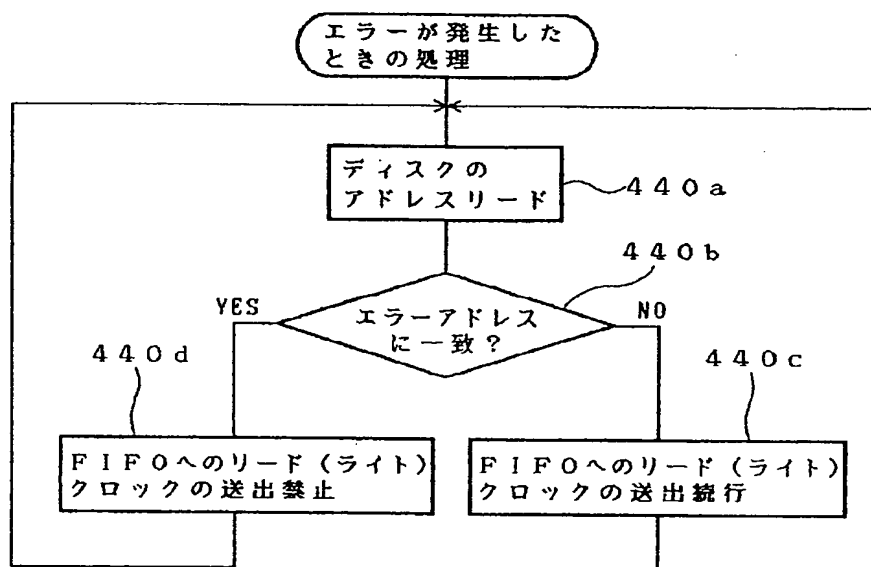 エラーが発生した
ときの処理
ディスクの
アドレスリード
440a
440b
YES
エラーアドレス
に一致?
NO
440d
440c
FIFOへのリード(ライト)
クロックの送出禁止
FIFOへのリード(ライト)
クロックの送出続行